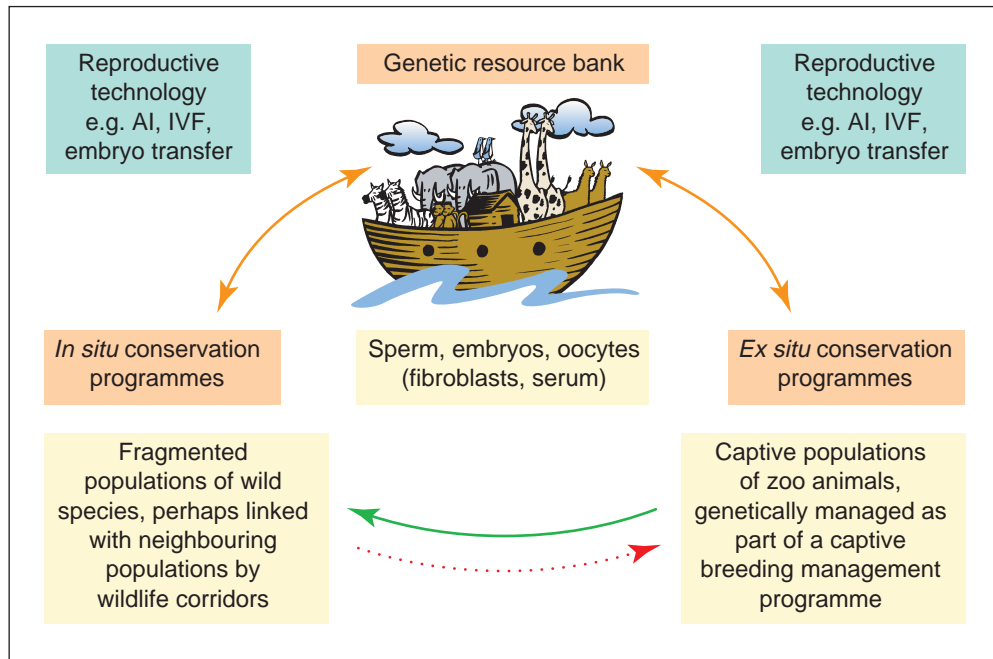 Reproductive
technology
e.g. AI, IVF,
embryo transfer
Genetic resource bank
Reproductive
technology
e.g. AI, IVF,
embryo transfer
In situ conservation
programmes
Sperm, embryos, oocytes
(fibroblasts, serum)
Ex situ conservation
programmes
Fragmented
populations of wild
species, perhaps linked
with neighbouring
populations by
wildlife corridors
Captive populations
of zoo animals,
genetically managed as
part of a captive
breeding management
programme